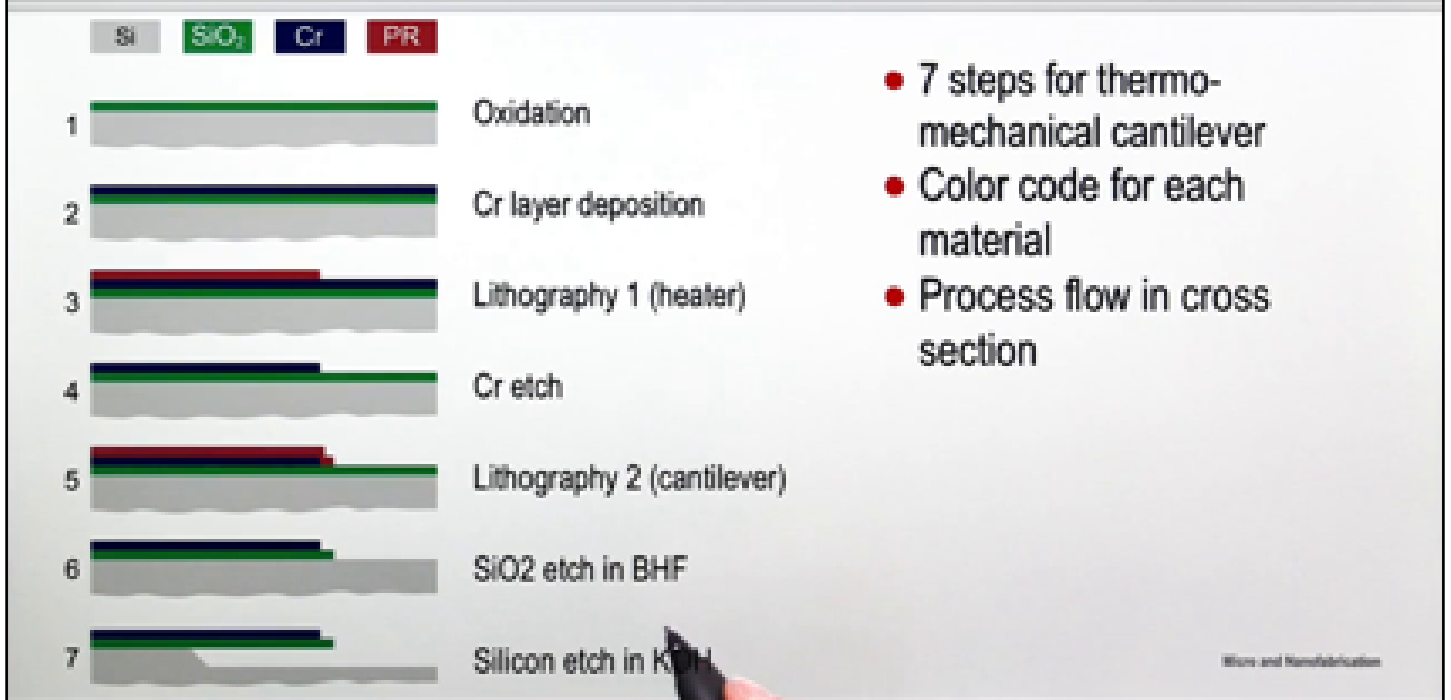 Si SiO₂ Cr PR
1 Oxidation
2 Cr layer deposition
3 Lithography 1 (heater)
4 Cr etch
5 Lithography 2 (cantilever)
6 SiO2 etch in BHF
7 Silicon etch in KOH
• 7 steps for thermo-
mechanical cantilever
• Color code for each
material
• Process flow in cross
section
Micro and Nanofabrication